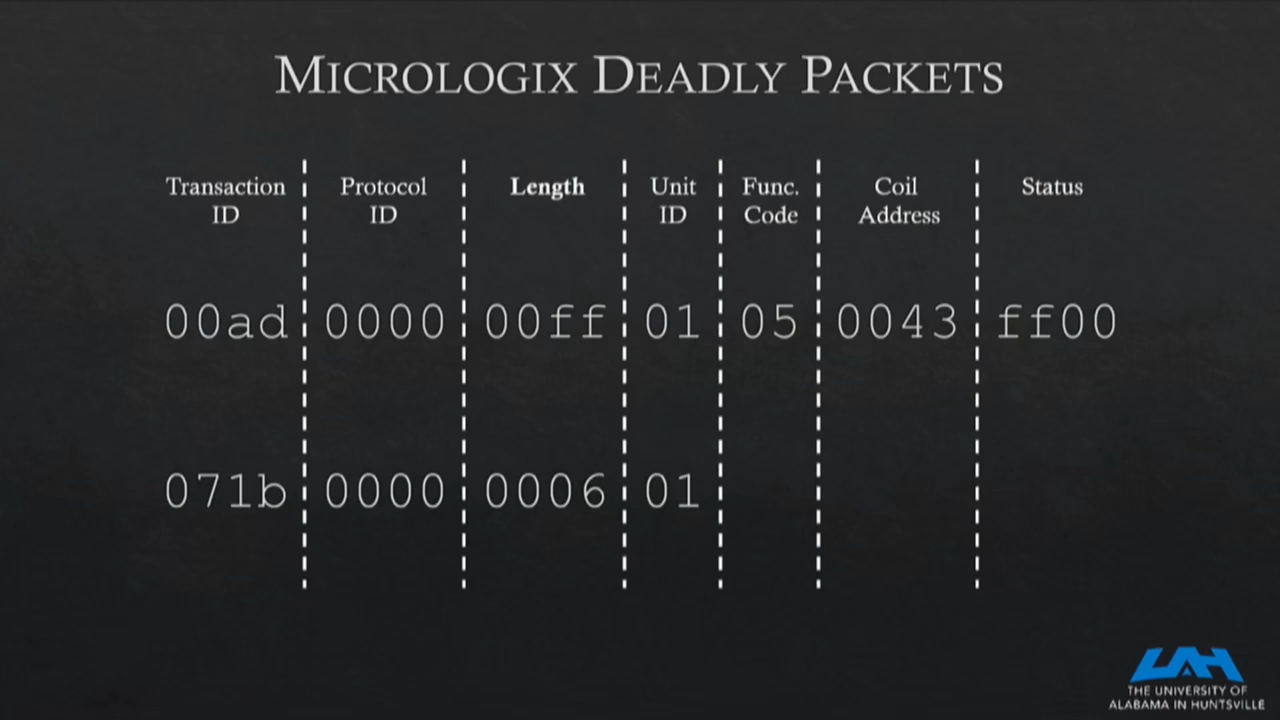 MICROLOGIX DEADLY PACKETS
Transaction ID
Protocol ID
Length
Unit ID
Func. Code
Coil Address
Status
00ad 0000 00ff 01 05 0043 ff00
071b 0000 0006 01
UAH
THE UNIVERSITY OF
ALABAMA IN HUNTSVILLE